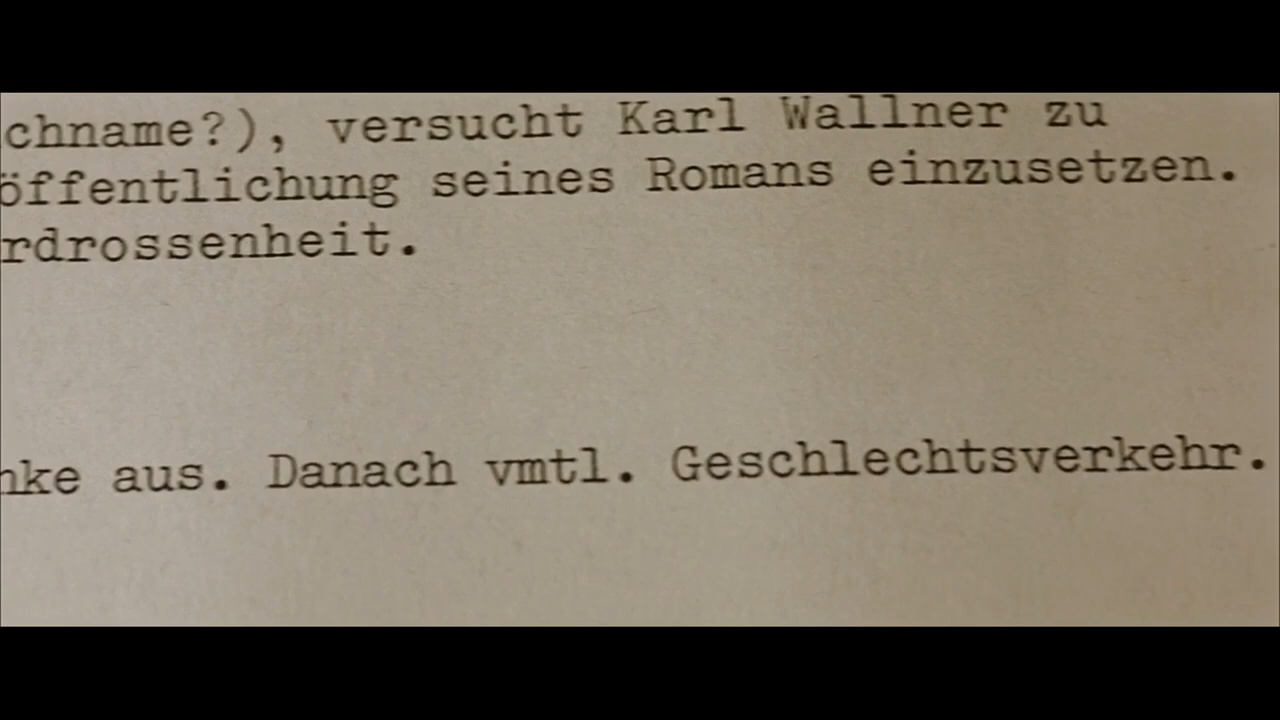 chname?), versucht Karl Wallner zu
öffentlichung seines Romans einzusetzen.
rdrossenheit.
nke aus. Danach vmtl. Geschlechtsverkehr.